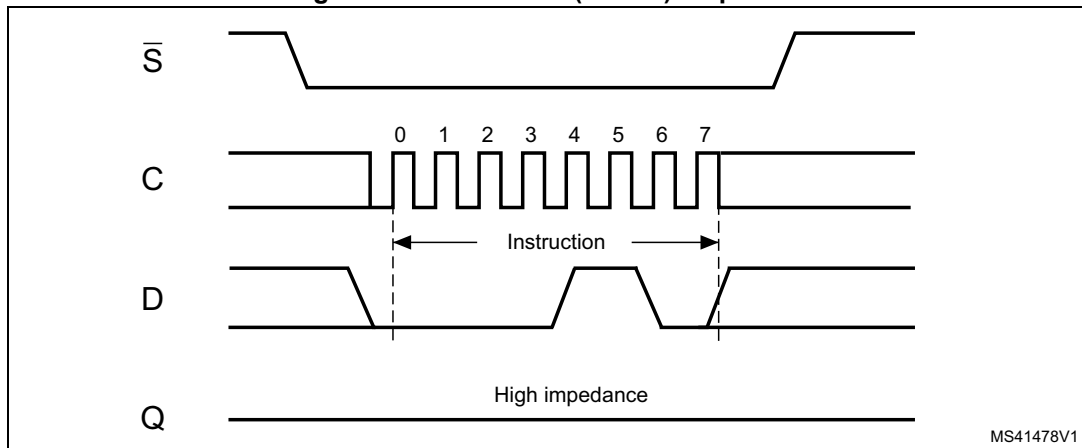 S̅
0 1 2 3 4 5 6 7
C
Instruction
D
High impedance
Q
MS41478V1